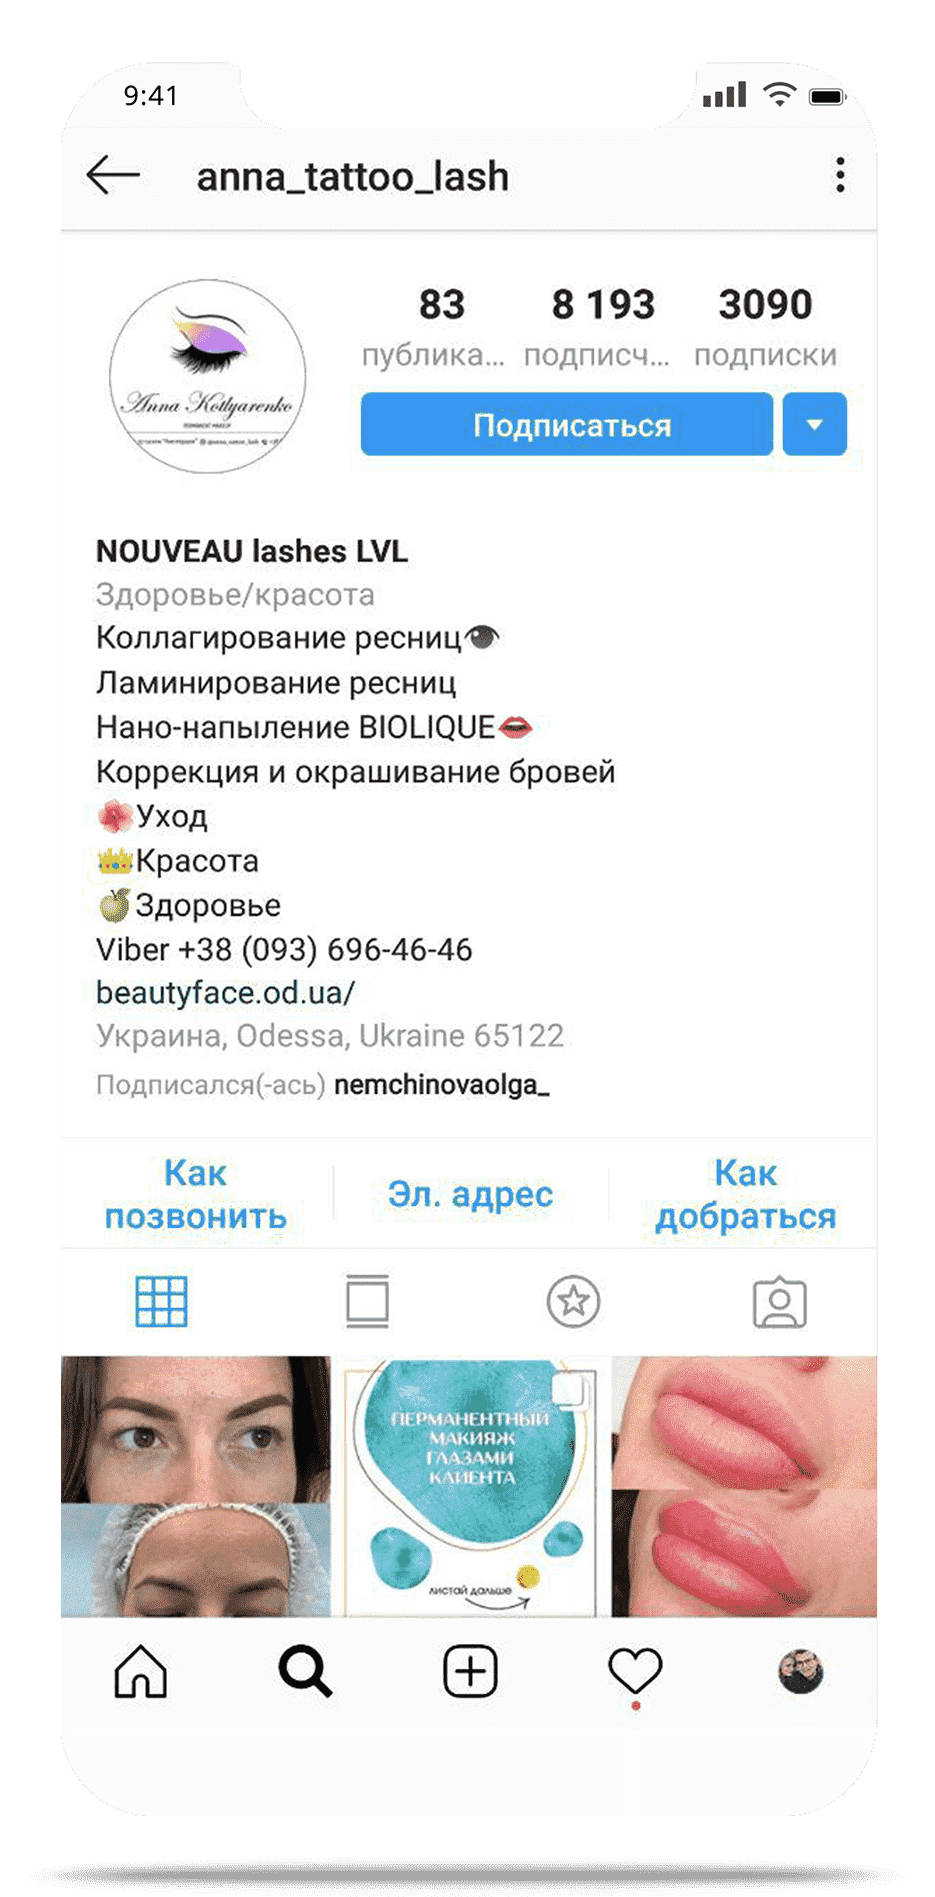 9:41
anna_tattoo_lash
83
8 193
3090
публика...
подписч...
подписки
Подписаться
Anna Kotlyarenko
NOUVEAU lashes LVL
Здоровье/красота
Коллагирование ресниц👁
Ламинирование ресниц
Нано-напыление BIOLIQUE👄
Коррекция и окрашивание бровей
🌺Уход
👑Красота
🍏Здоровье
Viber +38 (093) 696-46-46
beautyface.od.ua/
Украина, Odessa, Ukraine 65122
Подписался(-ась) nemchinovaolga_
Как
позвонить
Эл. адрес
Как
добраться
ПЕРМАНЕНТНЫЙ
МАКИЯЖ
ГЛАЗАМИ
КЛИЕНТА
листай дальше